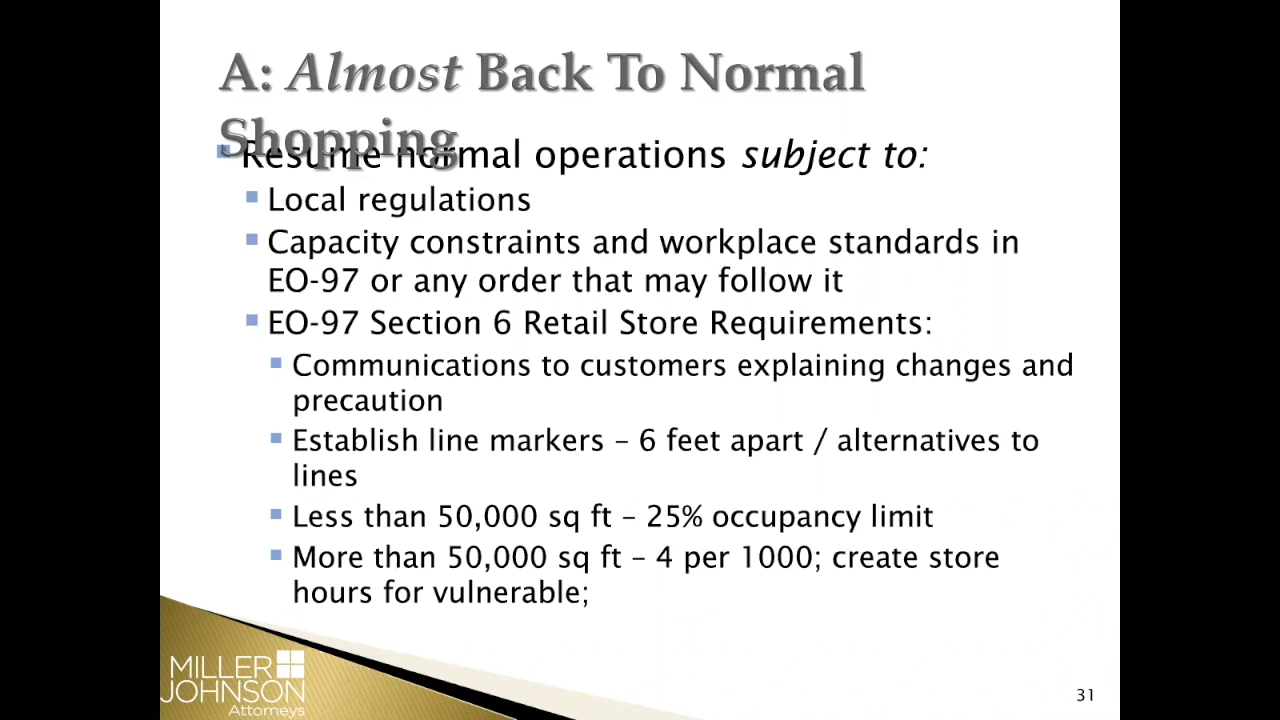 A: Almost Back To Normal
Shopping
Resume normal operations subject to:
Local regulations
Capacity constraints and workplace standards in
EO-97 or any order that may follow it
EO-97 Section 6 Retail Store Requirements:
Communications to customers explaining changes and
precaution
Establish line markers – 6 feet apart / alternatives to
lines
Less than 50,000 sq ft – 25% occupancy limit
More than 50,000 sq ft – 4 per 1000; create store
hours for vulnerable;
MILLER
JOHNSON
Attorneys
31